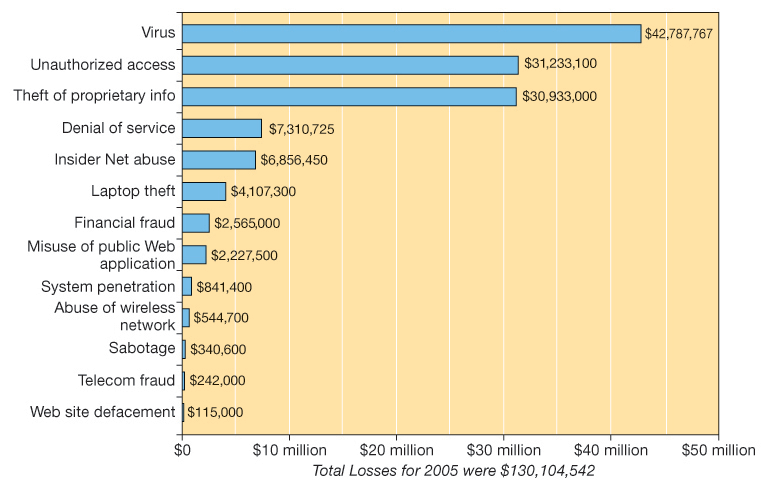 Virus $42,787,767
Unauthorized access $31,233,100
Theft of proprietary info $30,933,000
Denial of service $7,310,725
Insider Net abuse $6,856,450
Laptop theft $4,107,300
Financial fraud $2,565,000
Misuse of public Web
application $2,227,500
System penetration $841,400
Abuse of wireless
network $544,700
Sabotage $340,600
Telecom fraud $242,000
Web site defacement $115,000
$0 $10 million $20 million $30 million $40 million $50 million
Total Losses for 2005 were $130,104,542